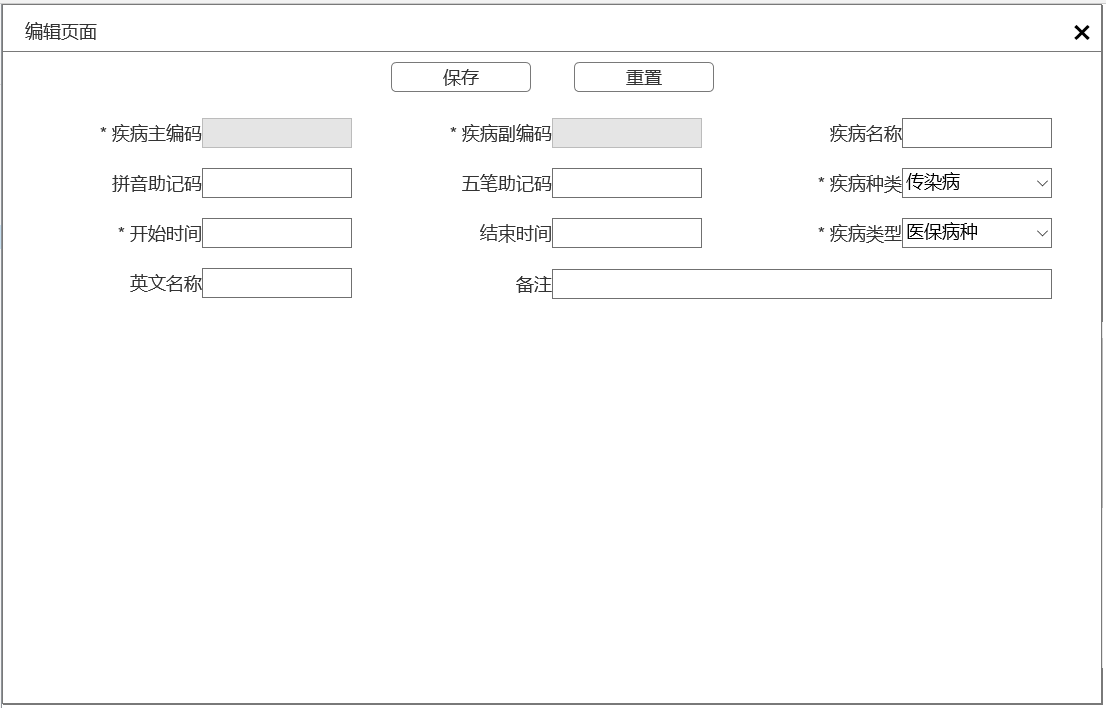 编辑页面
保存 重置
* 疾病主编码 * 疾病副编码 疾病名称
拼音助记码 五笔助记码 * 疾病种类 传染病
* 开始时间 结束时间 * 疾病类型 医保病种
英文名称 备注